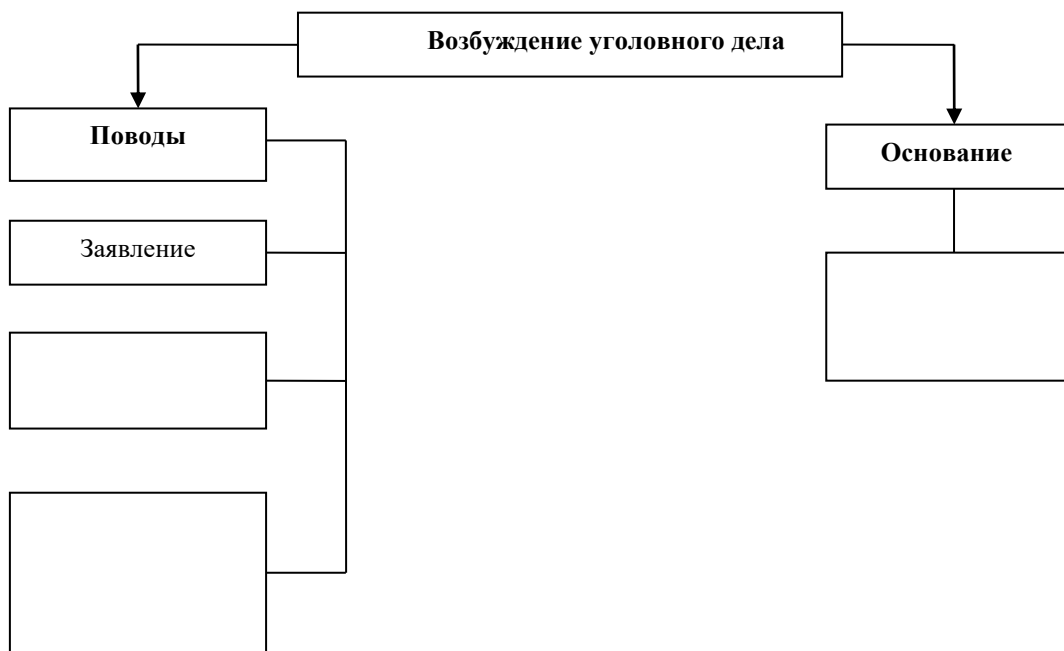 Возбуждение уголовного дела
Поводы
Основание
Заявление